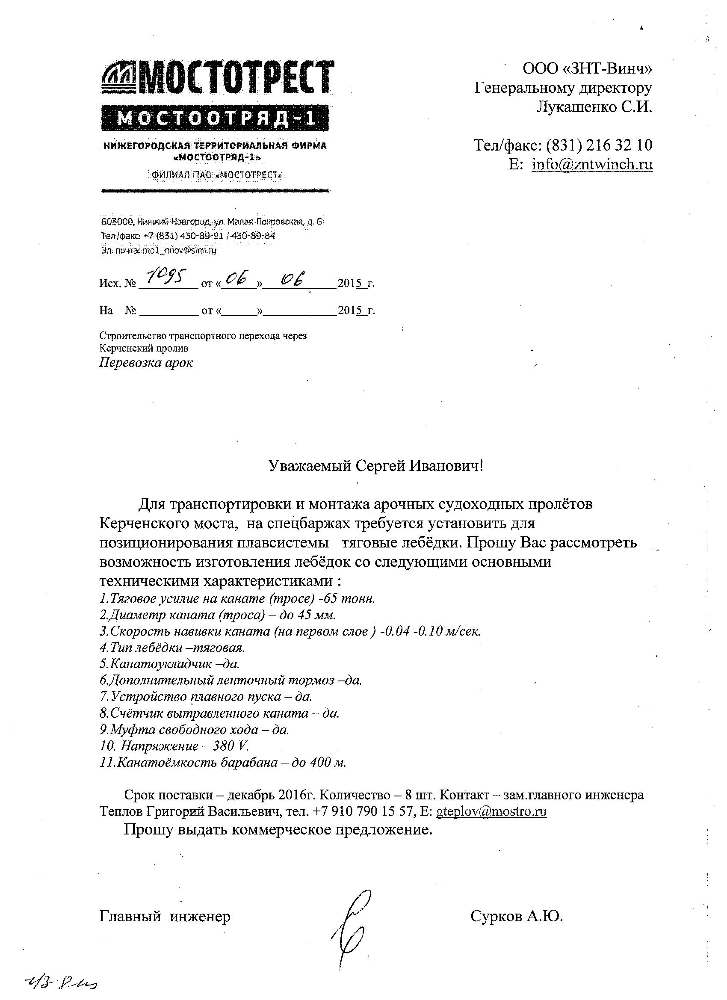 МОСТОТРЕСТ
МОСТООТРЯД-1
НИЖЕГОРОДСКАЯ ТЕРРИТОРИАЛЬНАЯ ФИРМА
«МОСТООТРЯД-1»
ФИЛИАЛ ПАО «МОСТОТРЕСТ»
603000, Нижний Новгород, ул. Малая Покровская, д. 6
Тел./факс: +7 (831) 430-89-91 / 430-89-84
Эл. почта: mo1_nnov@sinn.ru
ООО «ЗНТ-Винч»
Генеральному директору
Лукашенко С.И.
Тел/факс: (831) 216 32 10
Е: info@zntwinch.ru
Исх. № 1095 от «06» 06 2015 г.
На № от « » 2015 г.
Строительство транспортного перехода через
Керченский пролив
Перевозка арок
Уважаемый Сергей Иванович!
Для транспортировки и монтажа арочных судоходных пролётов
Керченского моста, на спецбаржах требуется установить для
позиционирования плавсистемы тяговые лебёдки. Прошу Вас рассмотреть
возможность изготовления лебёдок со следующими основными
техническими характеристиками :
1.Тяговое усилие на канате (тросе) -65 тонн.
2.Диаметр каната (троса) – до 45 мм.
3.Скорость навивки каната (на первом слое ) -0.04 -0.10 м/сек.
4.Тип лебёдки –тяговая.
5.Канатоукладчик –да.
6.Дополнительный ленточный тормоз –да.
7.Устройство плавного пуска – да.
8.Счётчик вытравленного каната – да.
9.Муфта свободного хода – да.
10. Напряжение – 380 V.
11.Канатоёмкость барабана – до 400 м.
Срок поставки – декабрь 2016г. Количество – 8 шт. Контакт – зам.главного инженера
Теплов Григорий Васильевич, тел. +7 910 790 15 57, Е: gteplov@mostro.ru
Прошу выдать коммерческое предложение.
Главный инженер Сурков А.Ю.